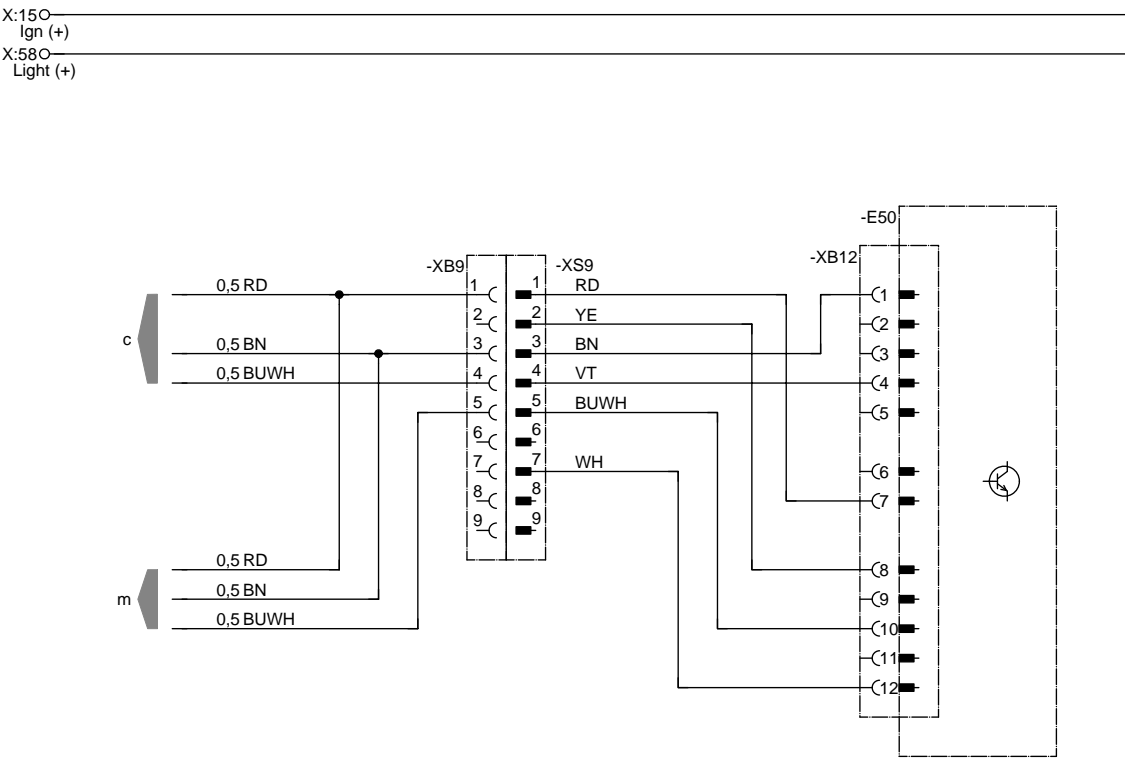 X:15
Ign (+)
X:58
Light (+)
-E50
-XB9 -XS9 -XB12
0,5 RD 1 1 RD 1
2 2 YE 2
c 0,5 BN 3 3 BN 3
0,5 BUWH 4 4 VT 4
5 5 BUWH 5
6 6
7 7 WH 6
8 8 7
9 9
0,5 RD 8
m 0,5 BN 9
0,5 BUWH 10
11
12